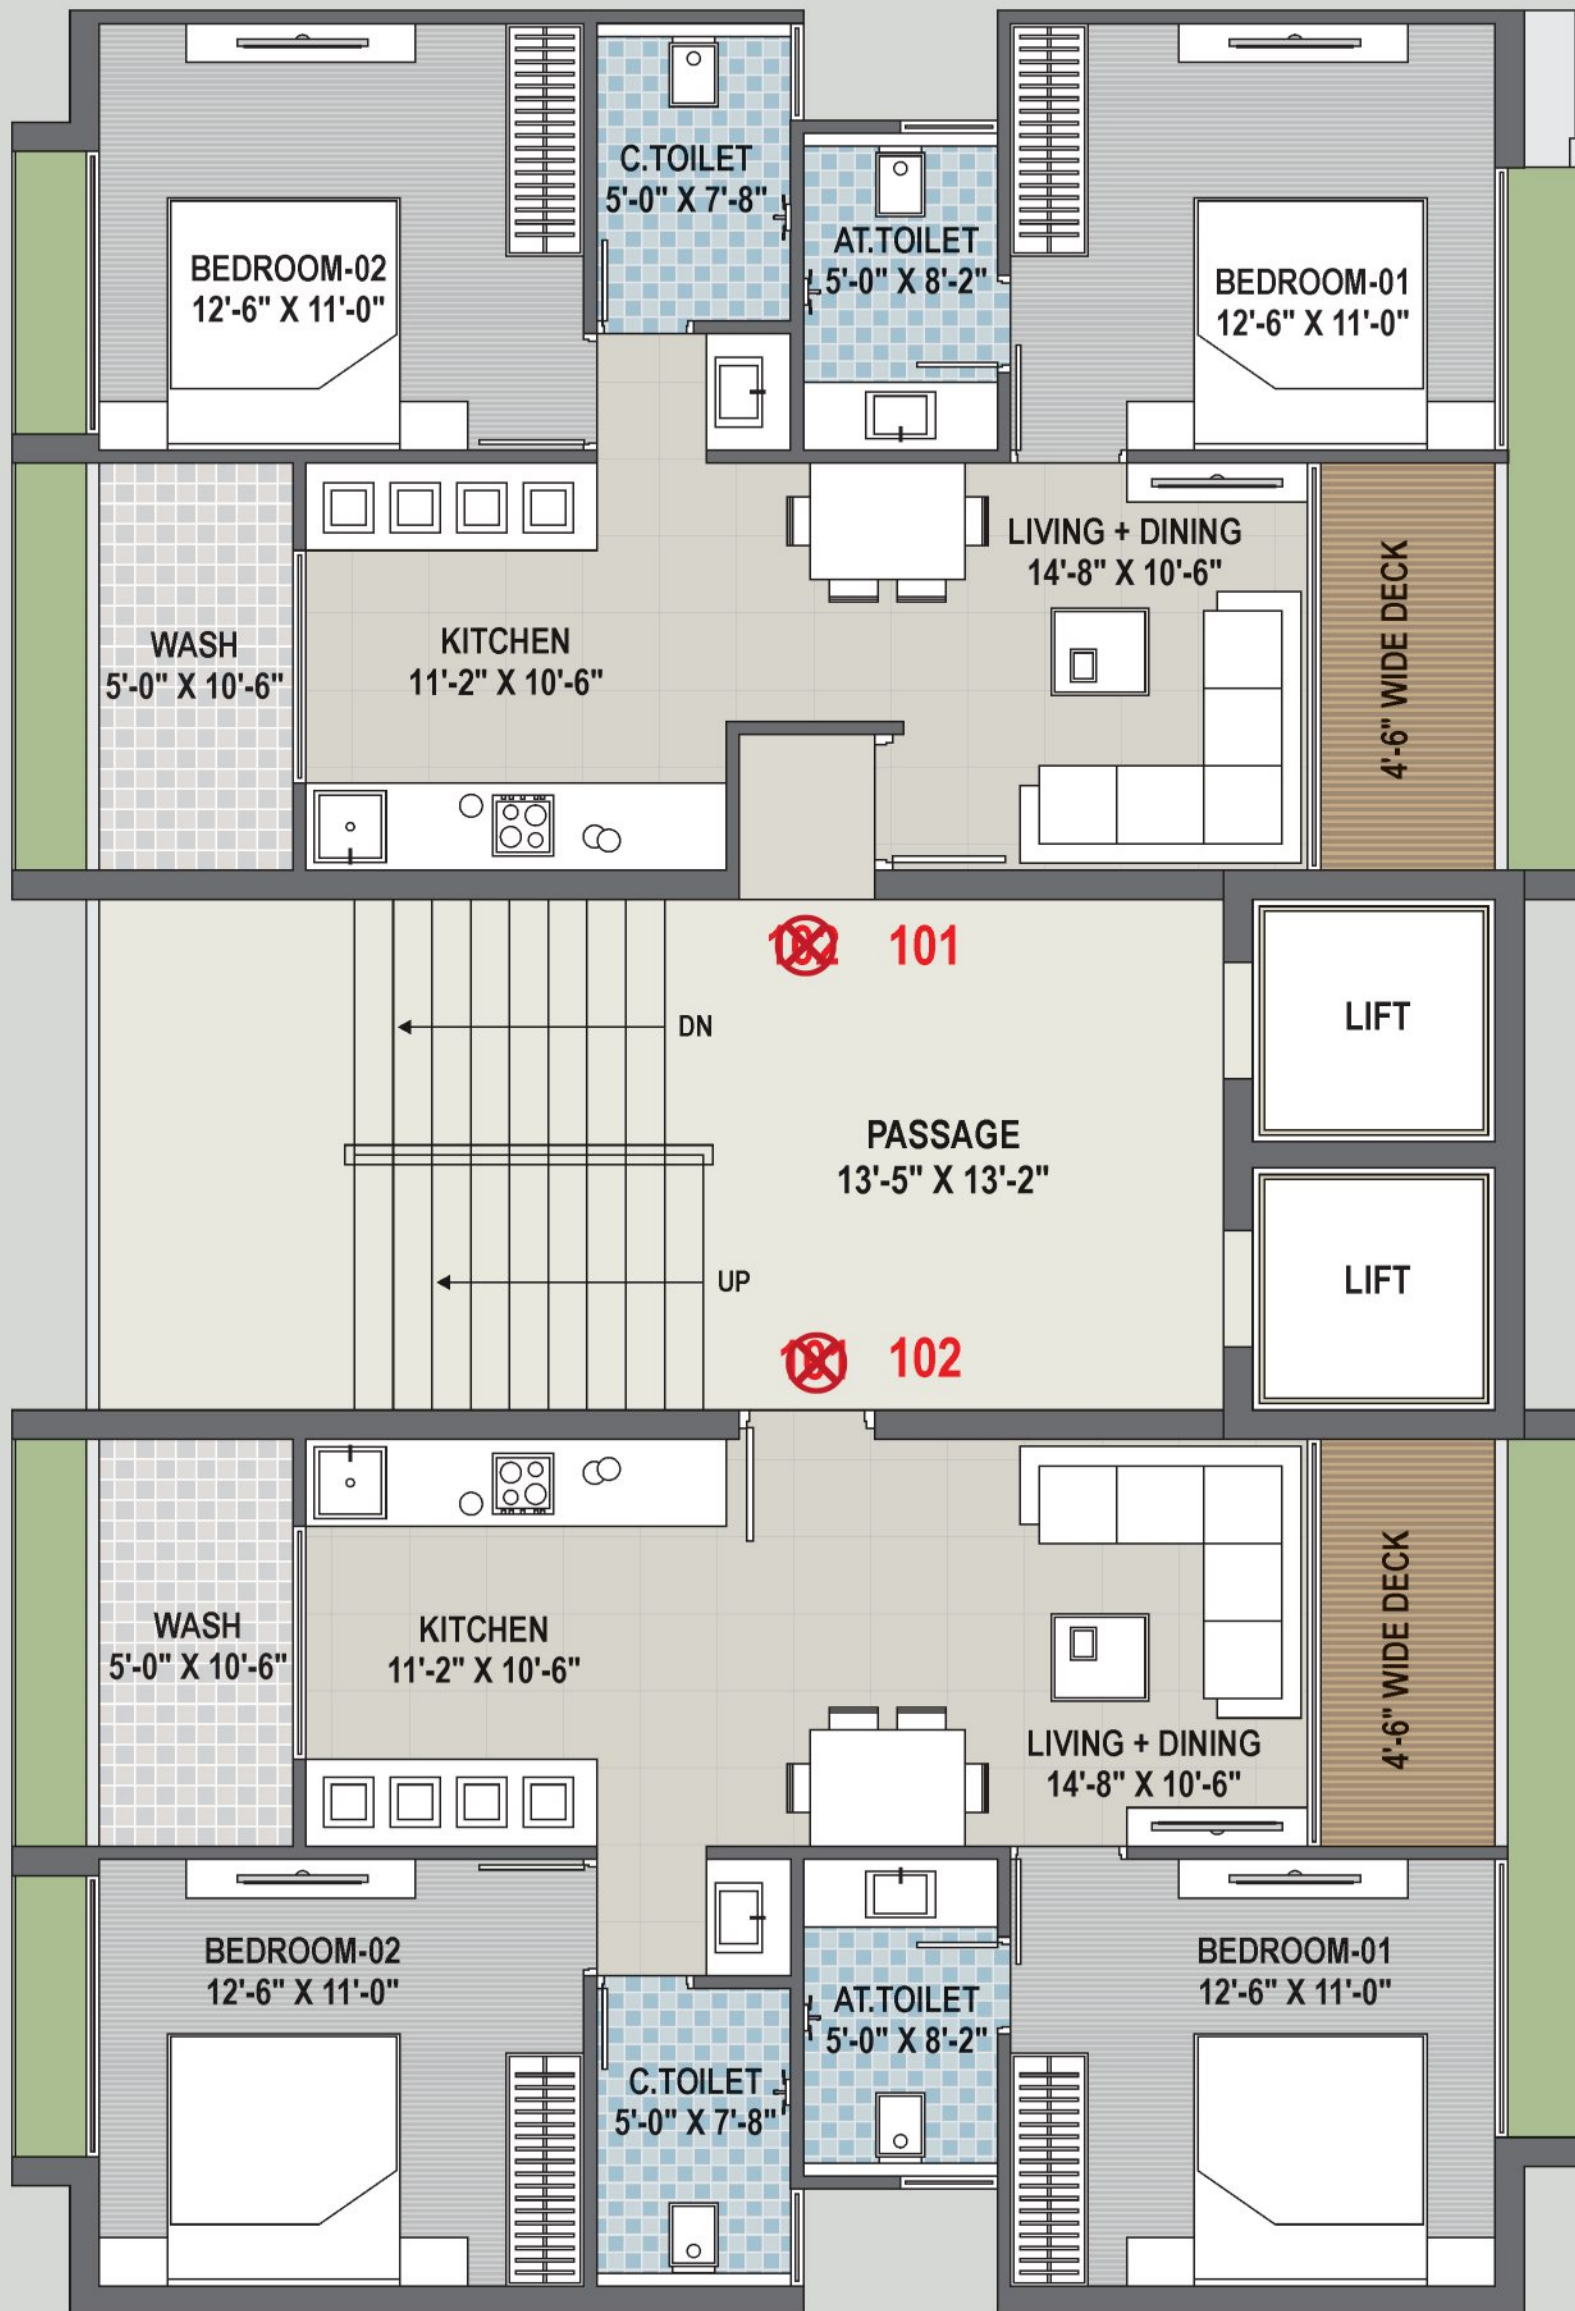 C.TOILET
5'-0" X 7'-8"
AT.TOILET
5'-0" X 8'-2"
BEDROOM-02
12'-6" X 11'-0"
BEDROOM-01
12'-6" X 11'-0"
LIVING + DINING
14'-8" X 10'-6"
WASH
5'-0" X 10'-6"
KITCHEN
11'-2" X 10'-6"
4'-6" WIDE DECK
102 101
DN
LIFT
PASSAGE
13'-5" X 13'-2"
UP
LIFT
101 102
WASH
5'-0" X 10'-6"
KITCHEN
11'-2" X 10'-6"
4'-6" WIDE DECK
LIVING + DINING
14'-8" X 10'-6"
BEDROOM-02
12'-6" X 11'-0"
BEDROOM-01
12'-6" X 11'-0"
AT.TOILET
5'-0" X 8'-2"
C.TOILET
5'-0" X 7'-8"